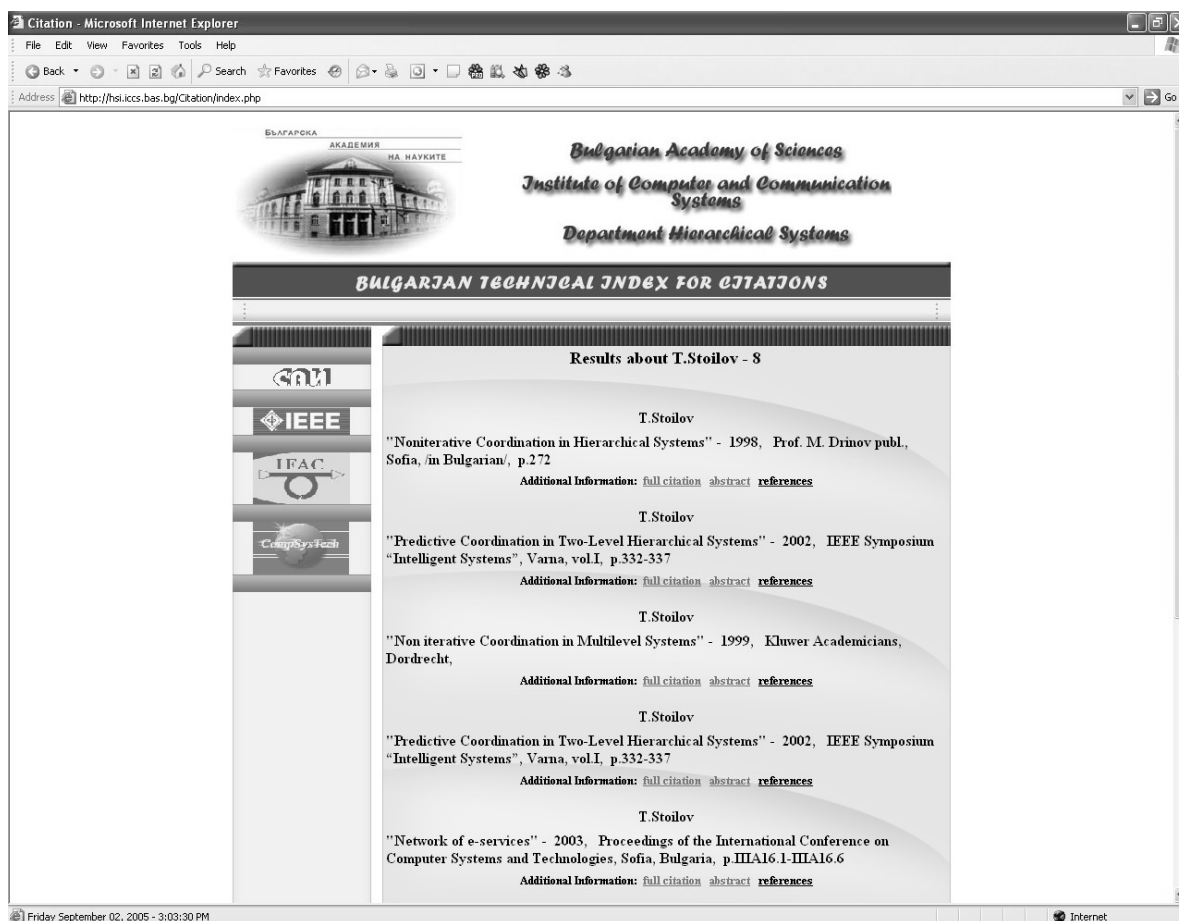 Citation - Microsoft Internet Explorer
File Edit View Favorites Tools Help
Back Search Favorites
Address http://hsi.iccs.bas.bg/Citation/index.php Go
БЪЛГАРСКА
АКАДЕМИЯ
НА НАУКИТЕ
Bulgarian Academy of Sciences
Institute of Computer and Communication
Systems
Department Hierarchical Systems
BULGARIAN TECHNICAL INDEX FOR CITATIONS
Results about T.Stoilov - 8
IEEE
IFAC
CompSysTech
T.Stoilov
"Noniterative Coordination in Hierarchical Systems" - 1998, Prof. M. Drinov publ.,
Sofia, /in Bulgarian/, p.272
Additional Information: full citation abstract references
T.Stoilov
"Predictive Coordination in Two-Level Hierarchical Systems" - 2002, IEEE Symposium
“Intelligent Systems”, Varna, vol.I, p.332-337
Additional Information: full citation abstract references
T.Stoilov
"Non iterative Coordination in Multilevel Systems" - 1999, Kluwer Academicians,
Dordrecht,
Additional Information: full citation abstract references
T.Stoilov
"Predictive Coordination in Two-Level Hierarchical Systems" - 2002, IEEE Symposium
“Intelligent Systems”, Varna, vol.I, p.332-337
Additional Information: full citation abstract references
T.Stoilov
"Network of e-services" - 2003, Proceedings of the International Conference on
Computer Systems and Technologies, Sofia, Bulgaria, p.IIIA16.1-IIIA16.6
Additional Information: full citation abstract references
Friday September 02, 2005 - 3:03:30 PM Internet